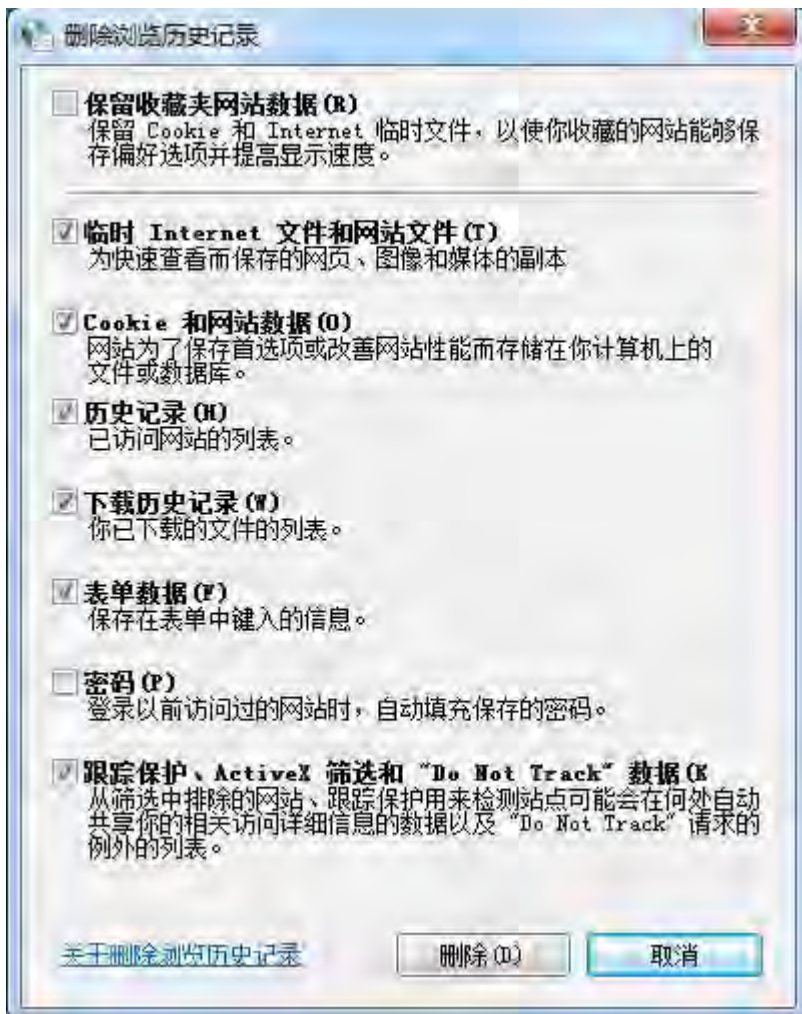 删除浏览历史记录
保留收藏夹网站数据(R)
保留 Cookie 和 Internet 临时文件，以使你收藏的网站能够保
存偏好选项并提高显示速度。
临时 Internet 文件和网站文件(T)
为快速查看而保存的网页、图像和媒体的副本
Cookie 和网站数据(O)
网站为了保存首选项或改善网站性能而存储在你计算机上的
文件或数据库。
历史记录(H)
已访问网站的列表。
下载历史记录(W)
你已下载的文件的列表。
表单数据(F)
保存在表单中键入的信息。
密码(P)
登录以前访问过的网站时，自动填充保存的密码。
跟踪保护、ActiveX 筛选和 "Do Not Track" 数据(K
从筛选中排除的网站、跟踪保护用来检测站点可能会在何处自动
共享你的相关访问详细信息的数据以及 "Do Not Track" 请求的
例外的列表。
关于删除浏览历史记录 删除(D) 取消